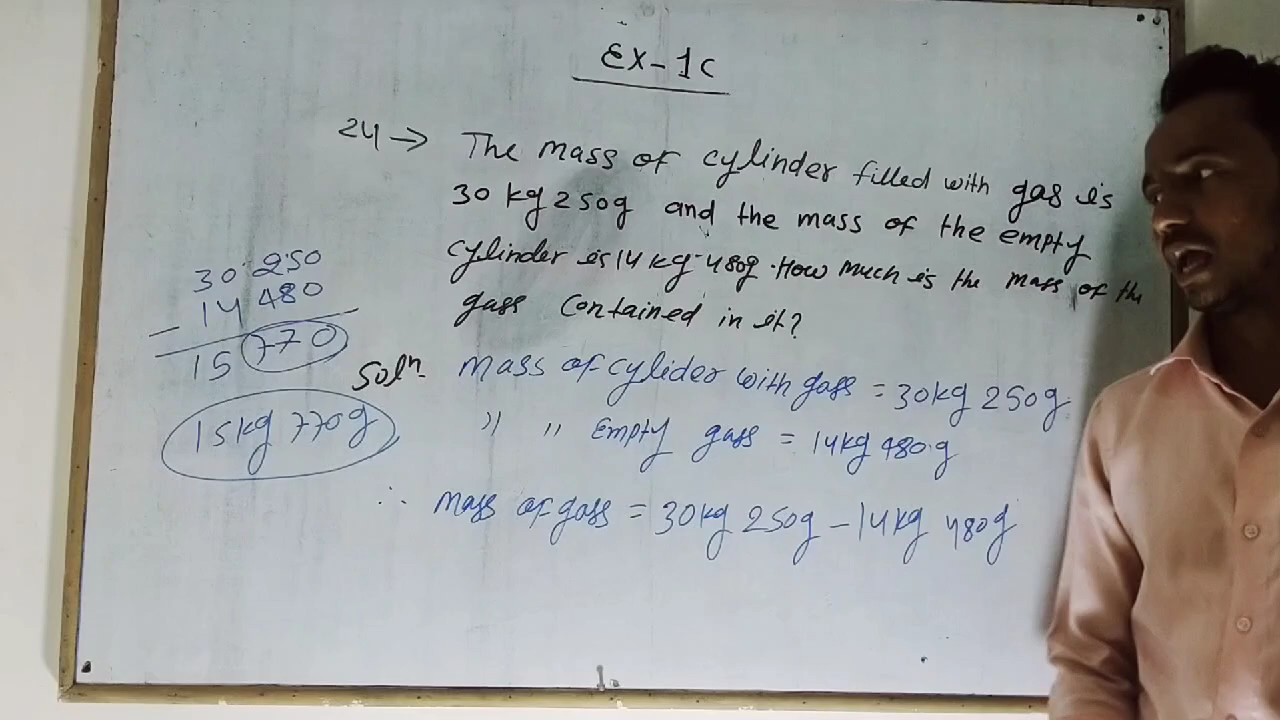 EX-1C
24 → The mass of cylinder filled with gas is
30 kg 250g and the mass of the empty
cylinder is 14 kg 480g. How much is the mass of the
gass contained in it?
30 250
14 480
15 770
15kg 770g
Solⁿ. Mass of cylider with gass = 30kg 250g
" " Empty gass = 14kg 480g
∴ Mass of gass = 30kg 250g - 14kg 480g